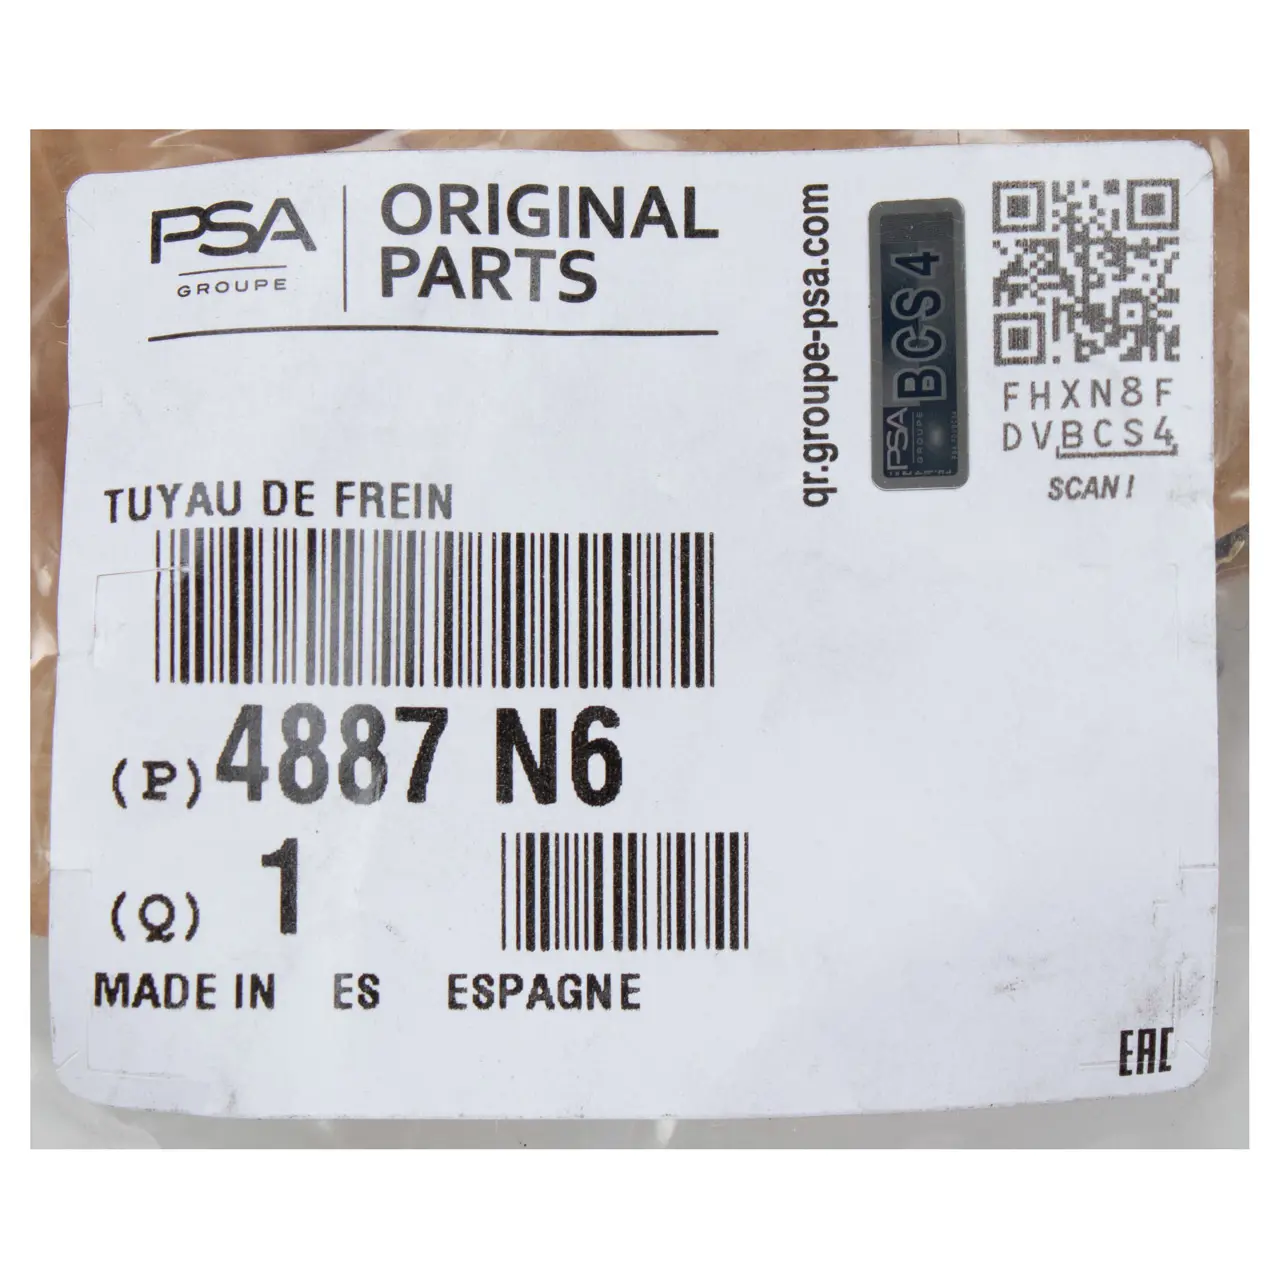 PSA
GROUPE
ORIGINAL
PARTS
qr.groupe-psa.com
BCS4
PSA
GROUPE
FHXN8F
DVBCS4
SCAN!
TUYAU DE FREIN
(P) 4887 N6
(Q) 1
MADE IN ES ESPAGNE
EAC